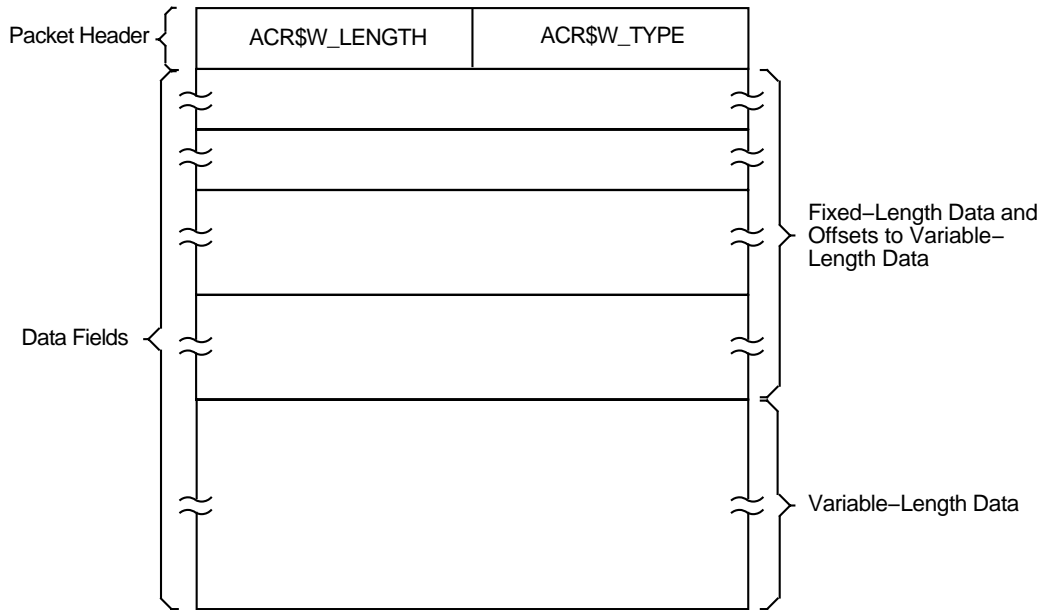 Packet Header
ACR$W_LENGTH
ACR$W_TYPE
Fixed−Length Data and
Offsets to Variable−
Length Data
Data Fields
Variable−Length Data